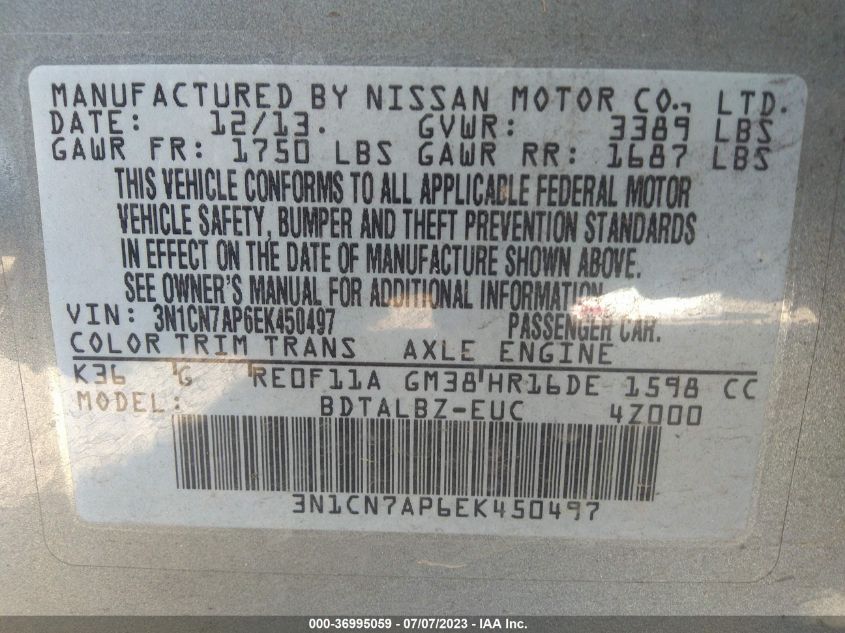 MANUFACTURED BY NISSAN MOTOR CO., LTD.
DATE: 12/13. GVWR: 3389 LBS
GAWR FR: 1750 LBS GAWR RR: 1687 LBS
THIS VEHICLE CONFORMS TO ALL APPLICABLE FEDERAL MOTOR
VEHICLE SAFETY, BUMPER AND THEFT PREVENTION STANDARDS
IN EFFECT ON THE DATE OF MANUFACTURE SHOWN ABOVE.
SEE OWNER'S MANUAL FOR ADDITIONAL INFORMATION.
VIN: 3N1CN7AP6EK450497 PASSENGER CAR.
COLOR TRIM TRANS AXLE ENGINE
K36 G RE0F11A GM38 HR16DE 1598 CC
MODEL: BDTALBZ-EUC 4Z000
3N1CN7AP6EK450497
000-36995059 - 07/07/2023 - IAA Inc.